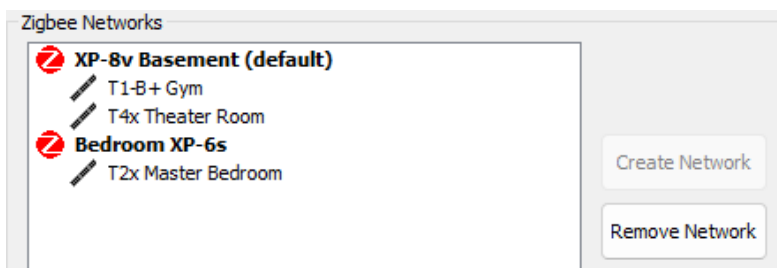 Zigbee Networks
XP-8v Basement (default)
T1-B+ Gym
T4x Theater Room
Bedroom XP-6s
T2x Master Bedroom
Create Network
Remove Network